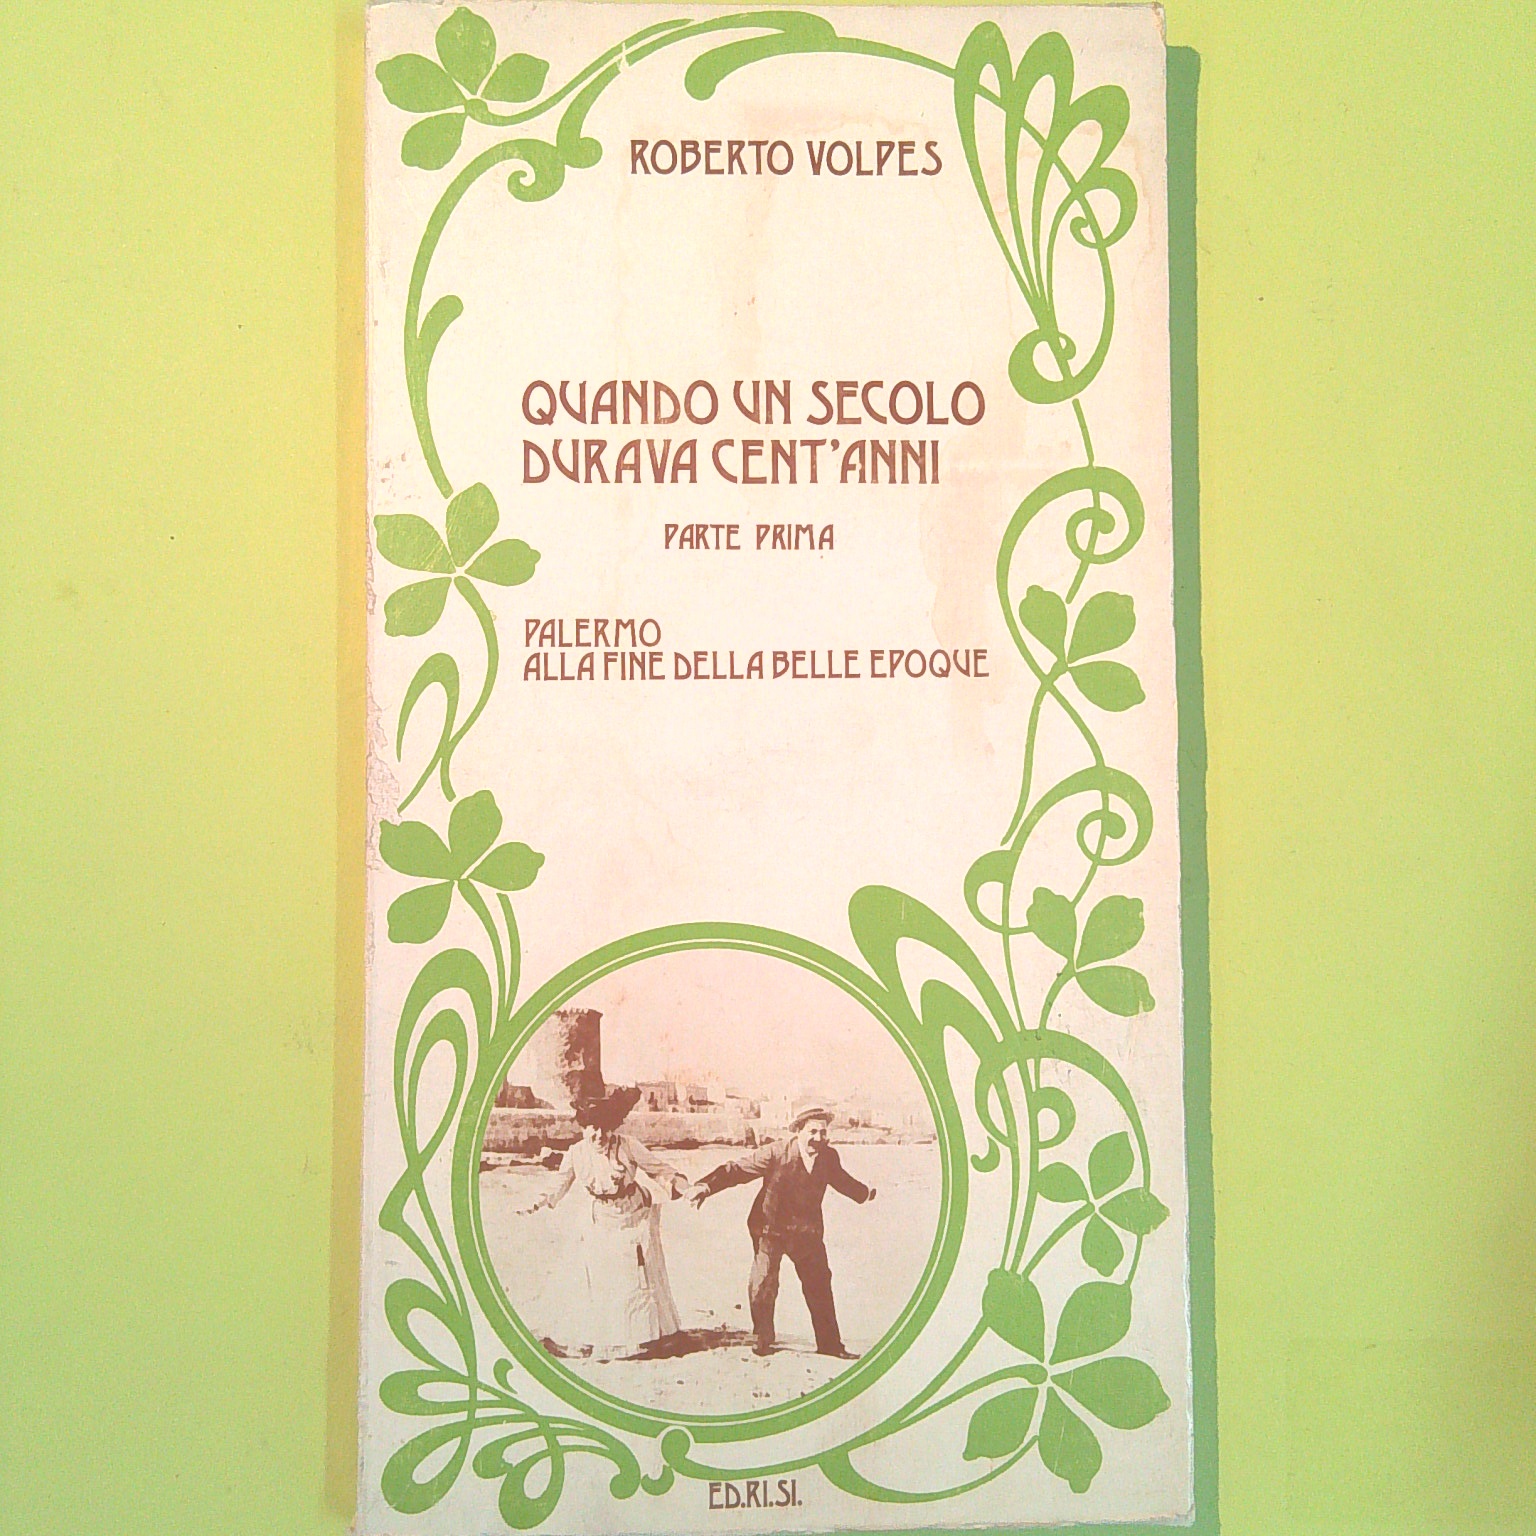 ROBERTO VOLPES
QUANDO UN SECOLO
DURAVA CENT'ANNI
PARTE PRIMA
PALERMO
ALLA FINE DELLA BELLE EPOQUE
ED.RI.SI.